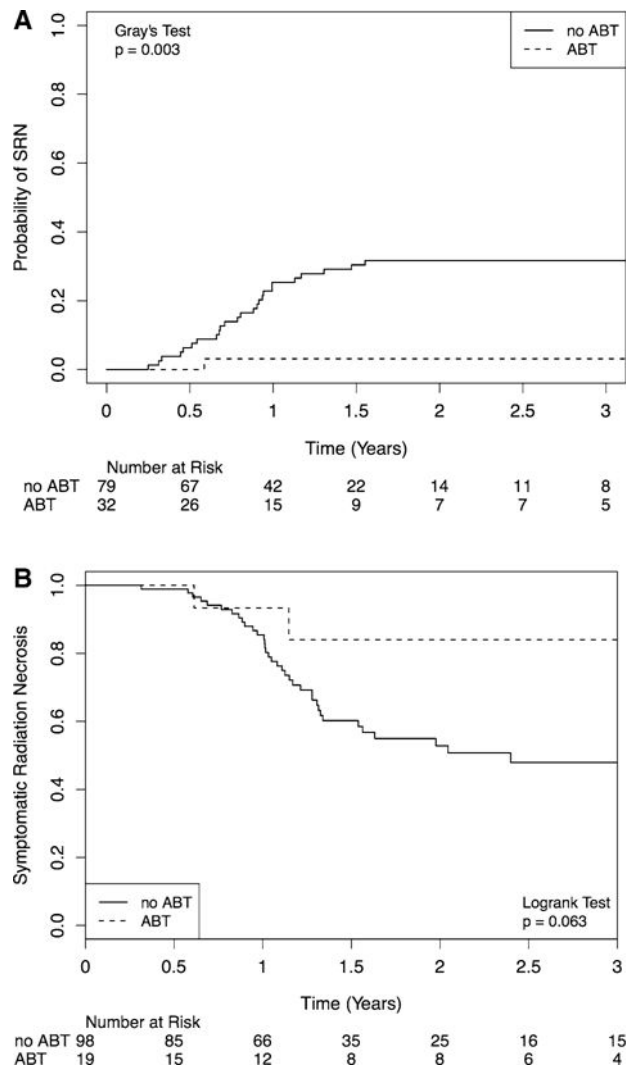 A
Gray's Test
p = 0.003
no ABT
ABT
Probability of SRN
1.0
0.8
0.6
0.4
0.2
0.0
0 0.5 1 1.5 2 2.5 3
Time (Years)
Number at Risk
no ABT 79 67 42 22 14 11 8
ABT 32 26 15 9 7 7 5
B
Symptomatic Radiation Necrosis
1.0
0.8
0.6
0.4
0.2
0.0
no ABT
ABT
Logrank Test
p = 0.063
0 0.5 1 1.5 2 2.5 3
Time (Years)
Number at Risk
no ABT 98 85 66 35 25 16 15
ABT 19 15 12 8 8 6 4